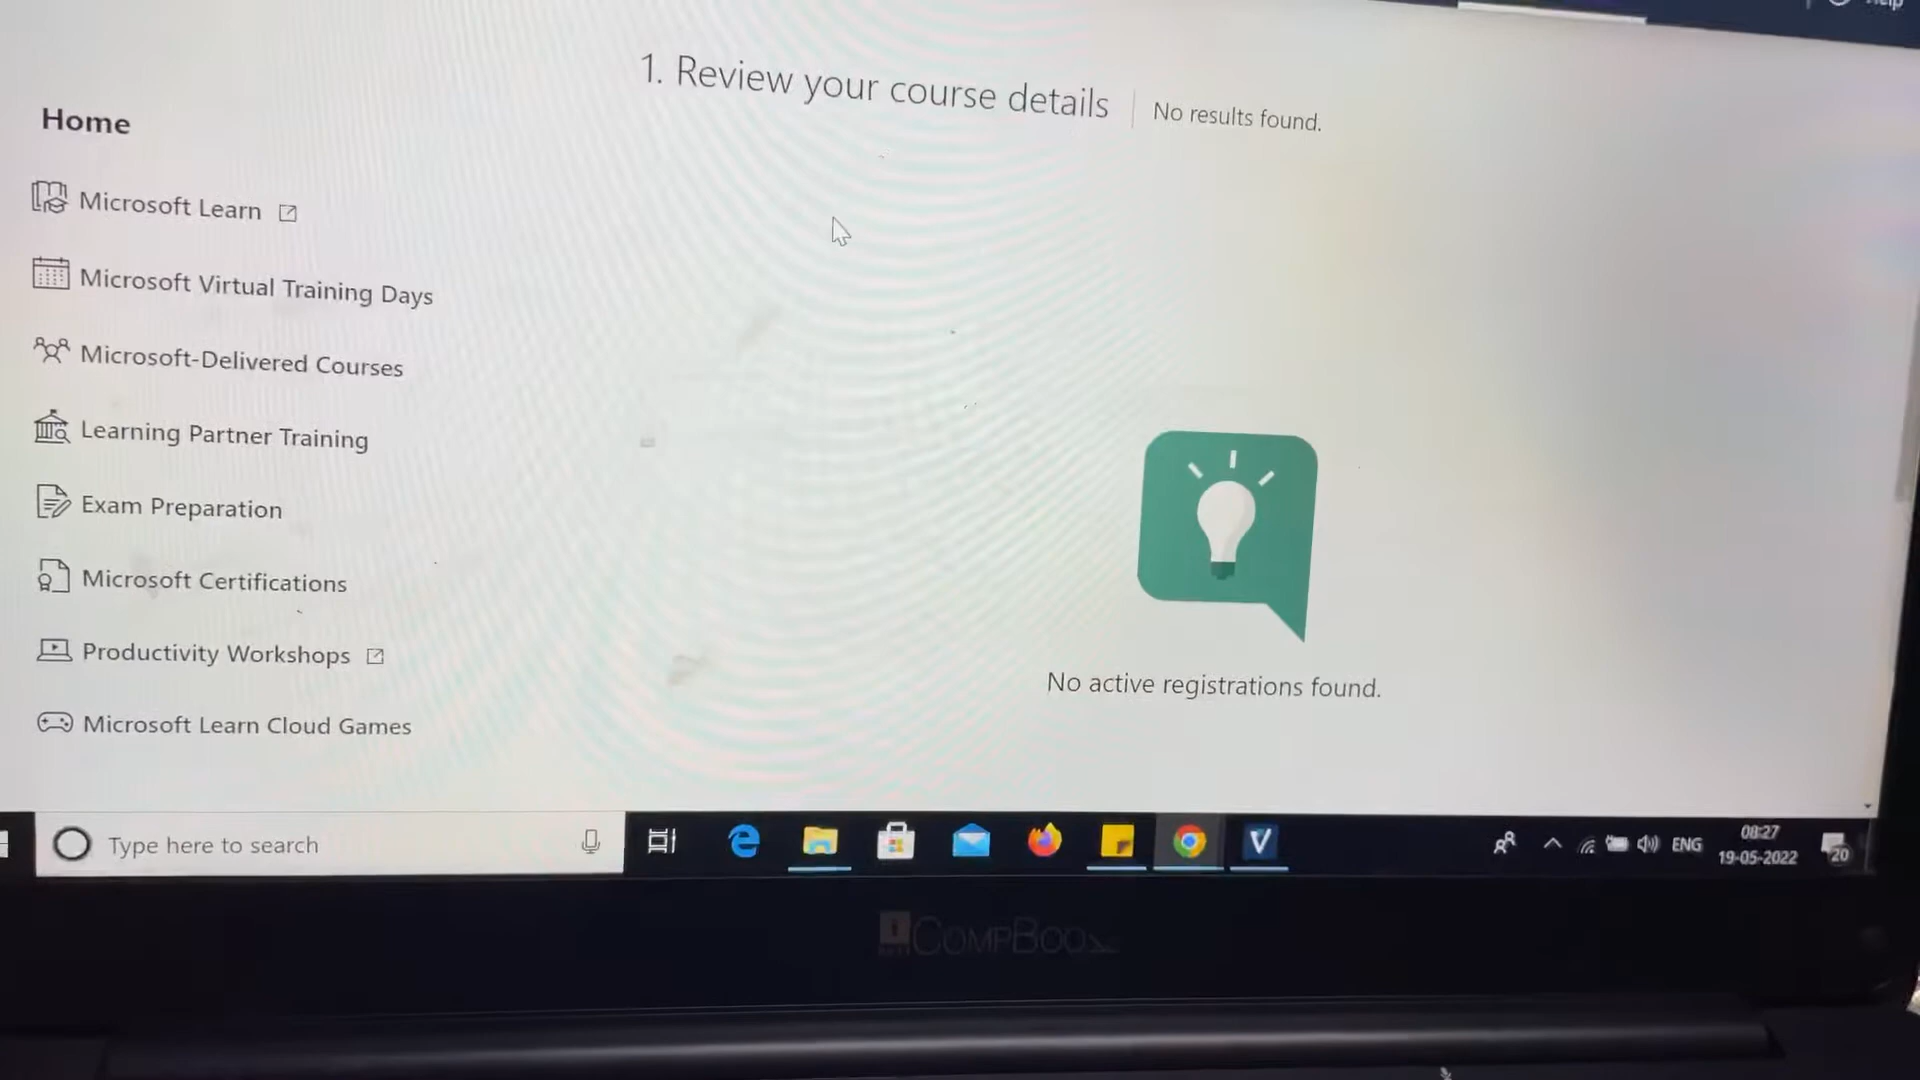 Help
1. Review your course details
No results found.
Home
Microsoft Learn
Microsoft Virtual Training Days
Microsoft-Delivered Courses
Learning Partner Training
Exam Preparation
Microsoft Certifications
Productivity Workshops
Microsoft Learn Cloud Games
No active registrations found.
Type here to search
ENG
08:27
19-05-2022
20
CompBook